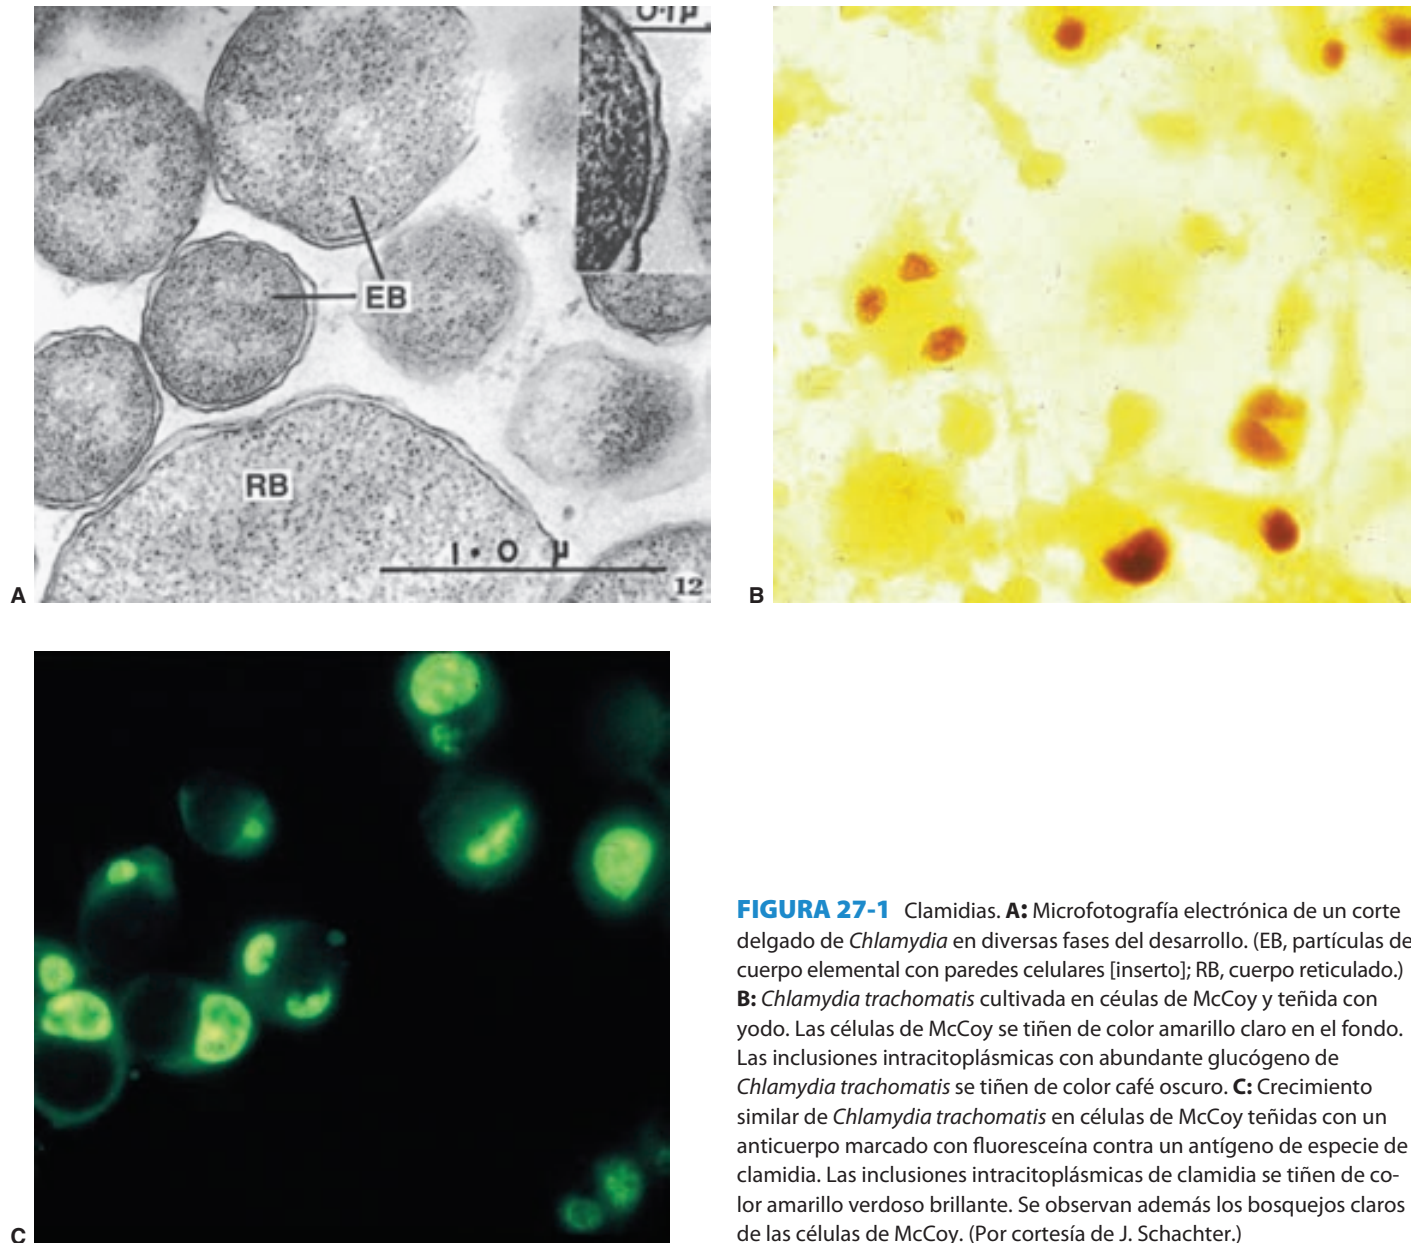 0.1 µ
EB
RB
1.0 µ
12
A
B
C
FIGURA 27-1 Clamidias. A: Microfotografía electrónica de un corte
delgado de Chlamydia en diversas fases del desarrollo. (EB, partículas de
cuerpo elemental con paredes celulares [inserto]; RB, cuerpo reticulado.)
B: Chlamydia trachomatis cultivada en céulas de McCoy y teñida con
yodo. Las células de McCoy se tiñen de color amarillo claro en el fondo.
Las inclusiones intracitoplásmicas con abundante glucógeno de
Chlamydia trachomatis se tiñen de color café oscuro. C: Crecimiento
similar de Chlamydia trachomatis en células de McCoy teñidas con un
anticuerpo marcado con fluoresceína contra un antígeno de especie de
clamidia. Las inclusiones intracitoplásmicas de clamidia se tiñen de co-
lor amarillo verdoso brillante. Se observan además los bosquejos claros
de las células de McCoy. (Por cortesía de J. Schachter.)